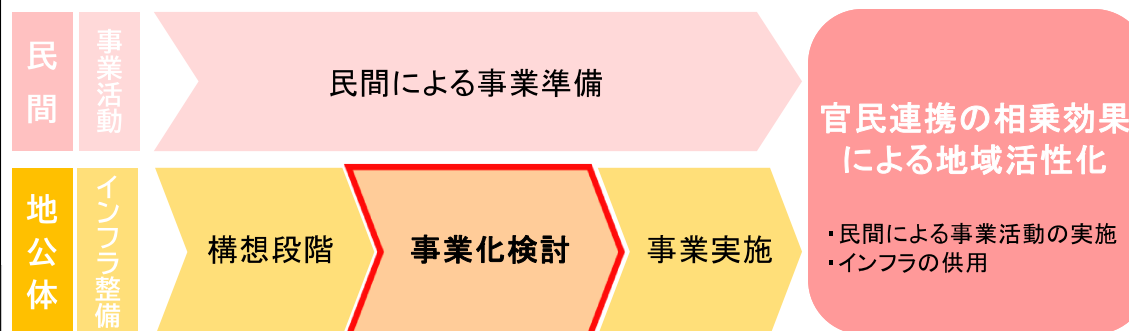 民間
事業活動
民間による事業準備
地公体
インフラ整備
構想段階
事業化検討
事業実施
官民連携の相乗効果
による地域活性化
・民間による事業活動の実施
・インフラの供用